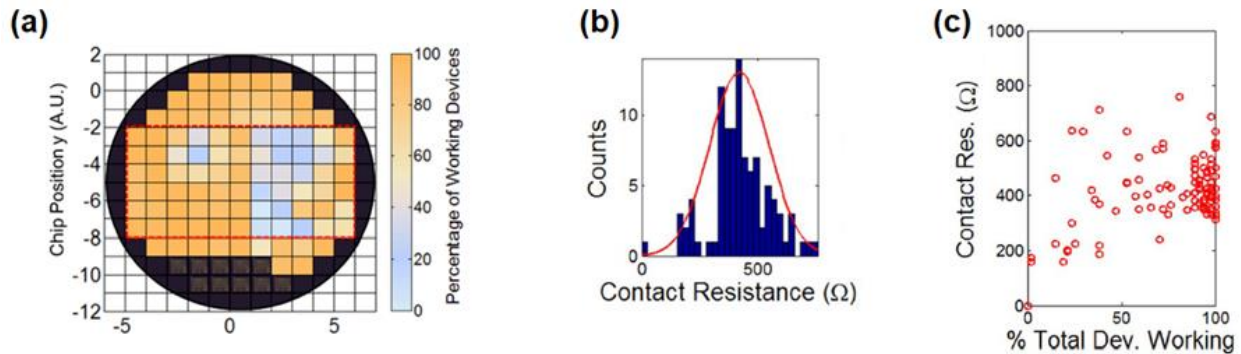 (a)
2
0
-2
-4
-6
-8
-10
-12
-5 0 5
Chip Position y (A.U.)
100
80
60
40
20
0
Percentage of Working Devices
(b)
10
5
0
0 500
Counts
Contact Resistance (Ω)
(c)
1000
800
600
400
200
0
0 50 100
Contact Res. (Ω)
% Total Dev. Working